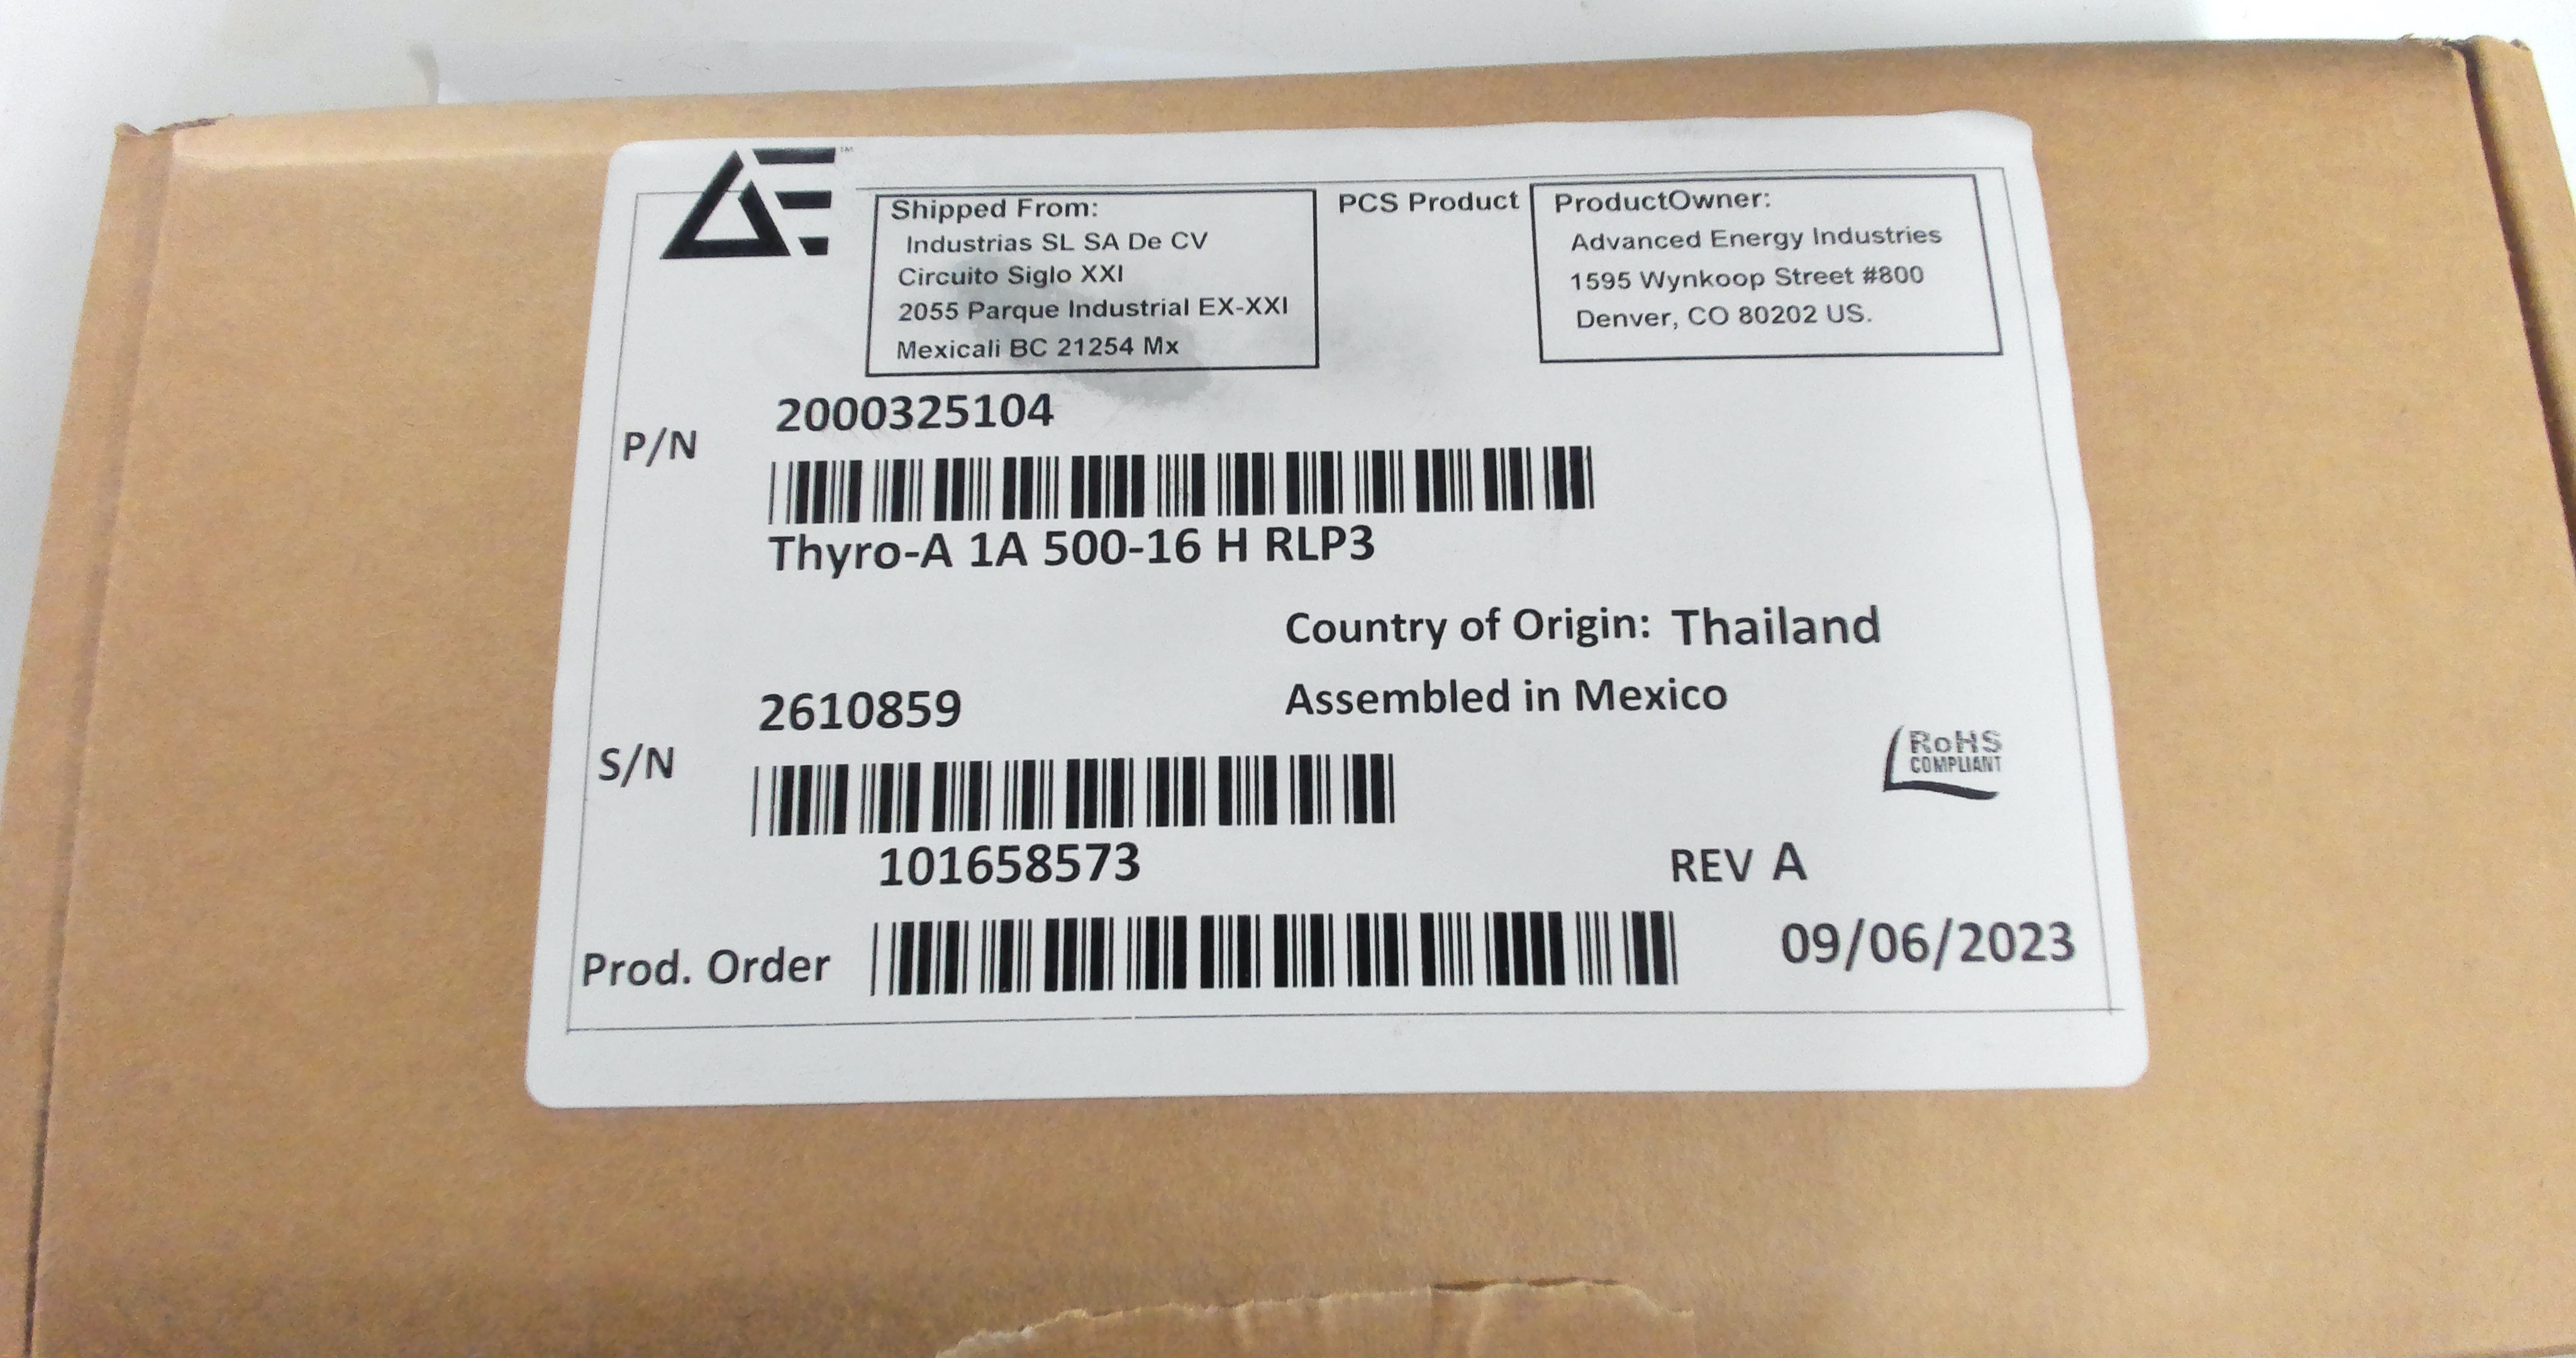 AE™
Shipped From:
Industrias SL SA De CV
Circuito Siglo XXI
2055 Parque Industrial EX-XXI
Mexicali BC 21254 Mx
PCS Product
ProductOwner:
Advanced Energy Industries
1595 Wynkoop Street #800
Denver, CO 80202 US.
P/N
2000325104
Thyro-A 1A 500-16 H RLP3
Country of Origin: Thailand
Assembled in Mexico
S/N
2610859
RoHS
COMPLIANT
101658573
REV A
Prod. Order
09/06/2023